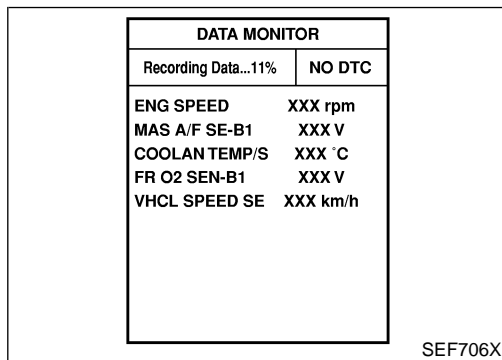 DATA MONITOR
Recording Data...11% NO DTC
ENG SPEED XXX rpm
MAS A/F SE-B1 XXX V
COOLAN TEMP/S XXX °C
FR O2 SEN-B1 XXX V
VHCL SPEED SE XXX km/h
SEF706X